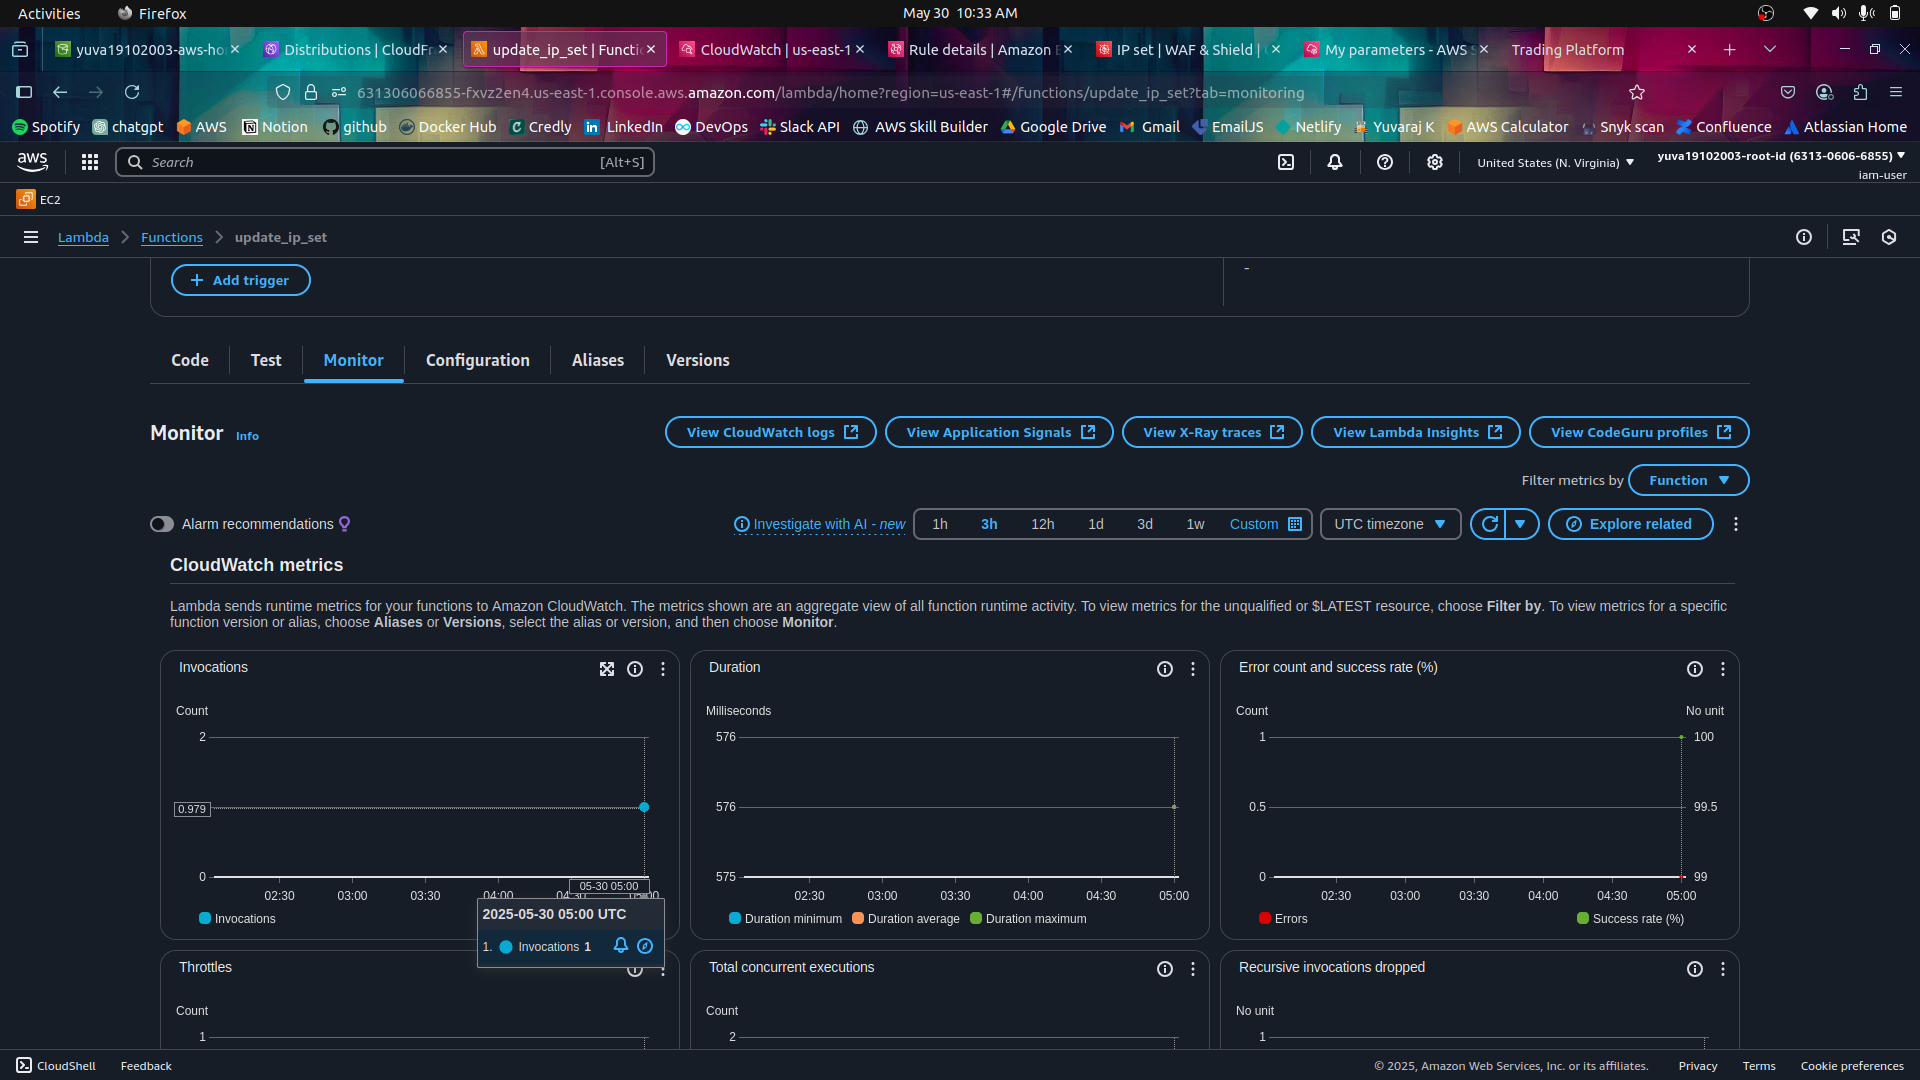 Activities
Firefox
May 30 10:33 AM
yuva19102003-aws-ho
Distributions | CloudFr
update_ip_set | Functio
CloudWatch | us-east-1
Rule details | Amazon E
IP set | WAF & Shield |
My parameters - AWS S
Trading Platform
631306066855-fxvz2en4.us-east-1.console.aws.amazon.com/lambda/home?region=us-east-1#/functions/update_ip_set?tab=monitoring
Spotify
chatgpt
AWS
Notion
github
Docker Hub
Credly
LinkedIn
DevOps
Slack API
AWS Skill Builder
Google Drive
Gmail
EmailJS
Netlify
Yuvaraj K
AWS Calculator
Snyk scan
Confluence
Atlassian Home
aws
Search
[Alt+S]
United States (N. Virginia)
yuva19102003-root-id (6313-0606-6855)
iam-user
EC2
Lambda
Functions
update_ip_set
Add trigger
-
Code
Test
Monitor
Configuration
Aliases
Versions
Monitor Info
View CloudWatch logs
View Application Signals
View X-Ray traces
View Lambda Insights
View CodeGuru profiles
Filter metrics by
Function
Alarm recommendations
Investigate with AI - new
1h
3h
12h
1d
3d
1w
Custom
UTC timezone
Explore related
CloudWatch metrics
Lambda sends runtime metrics for your functions to Amazon CloudWatch. The metrics shown are an aggregate view of all function runtime activity. To view metrics for the unqualified or $LATEST resource, choose Filter by. To view metrics for a specific
function version or alias, choose Aliases or Versions, select the alias or version, and then choose Monitor.
Invocations
Count
2
0.979
0
02:30
03:00
03:30
04:00
05-30 05:00
Invocations
2025-05-30 05:00 UTC
1. Invocations 1
Duration
Milliseconds
576
576
575
02:30
03:00
03:30
04:00
04:30
05:00
Duration minimum
Duration average
Duration maximum
Error count and success rate (%)
Count
No unit
1
100
0.5
99.5
0
99
02:30
03:00
03:30
04:00
04:30
05:00
Errors
Success rate (%)
Throttles
Count
1
Total concurrent executions
Count
2
Recursive invocations dropped
No unit
1
CloudShell
Feedback
© 2025, Amazon Web Services, Inc. or its affiliates.
Privacy
Terms
Cookie preferences